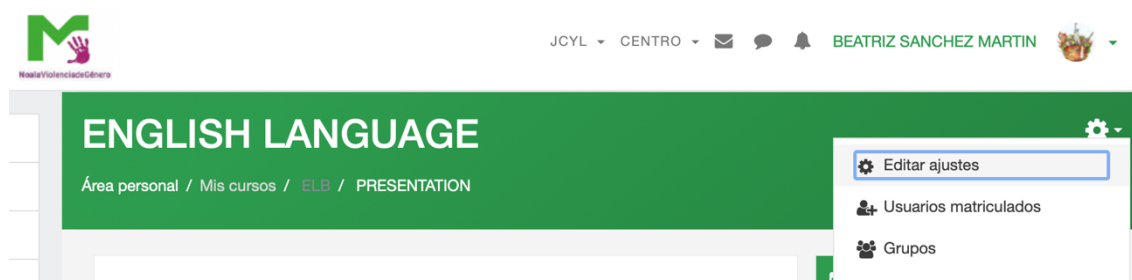 JCYL CENTRO BEATRIZ SANCHEZ MARTIN
NoalaViolenciadeGénero
ENGLISH LANGUAGE
Área personal / Mis cursos / ELB / PRESENTATION
Editar ajustes
Usuarios matriculados
Grupos